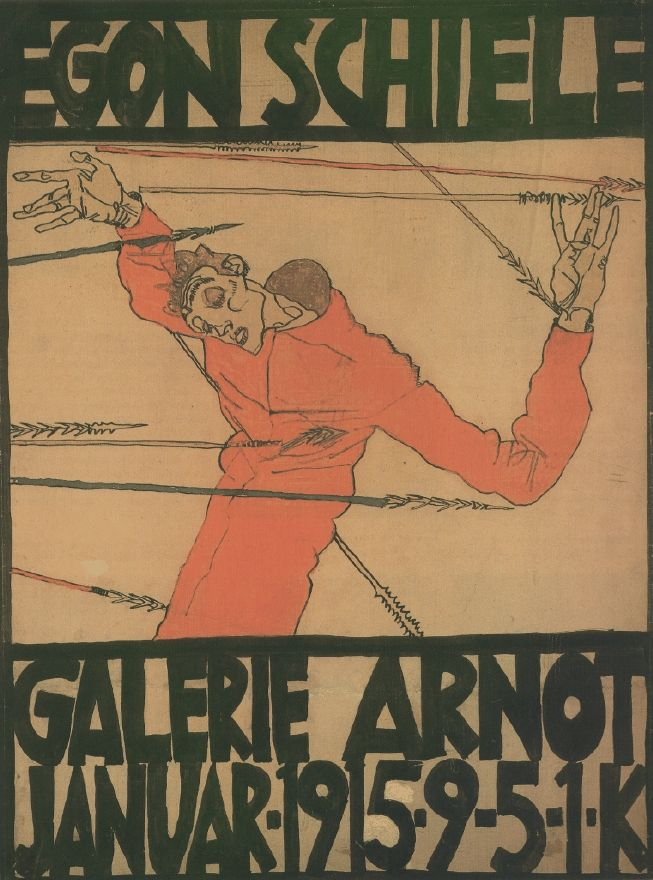 EGON SCHIELE
GALERIE ARNOT
JANUAR·1915·9-5-1·K